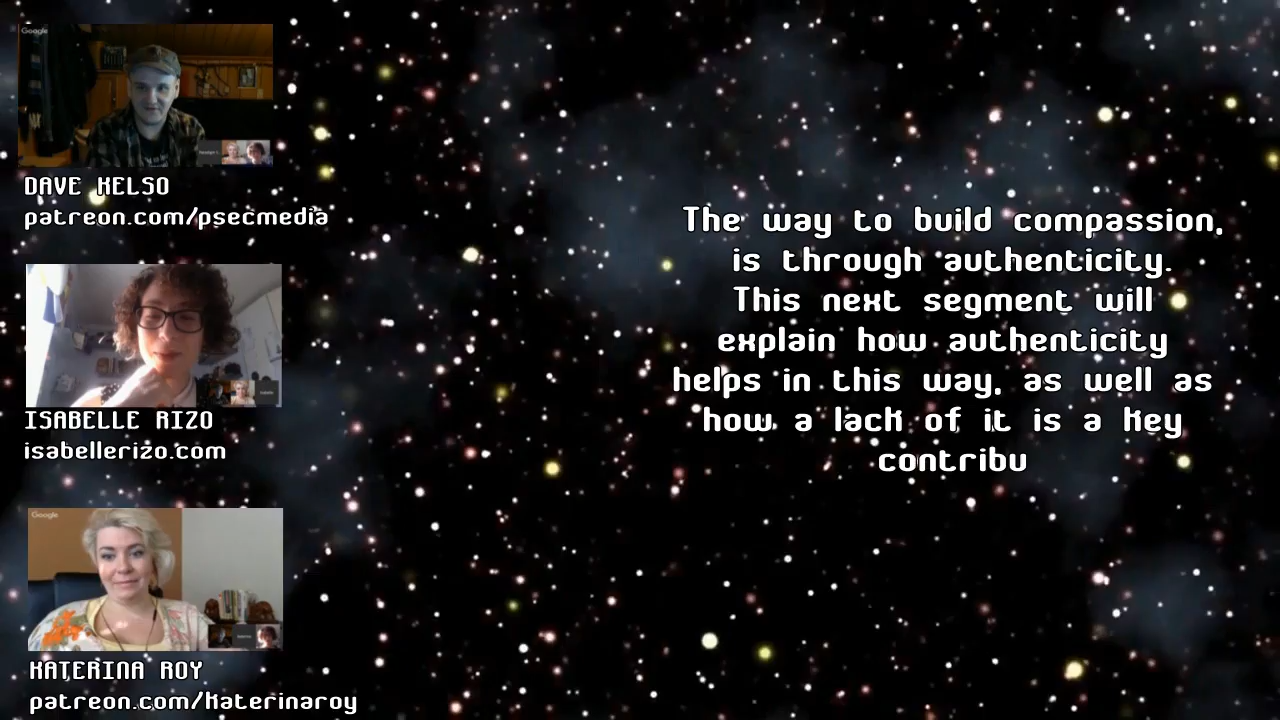 Google
DAVE KELSO
patreon.com/psecmedia
ISABELLE RIZO
isabellerizo.com
Google
KATERINA ROY
patreon.com/katerinaroy
The way to build compassion,
is through authenticity.
This next segment will
explain how authenticity
helps in this way, as well as
how a lack of it is a key
contribu